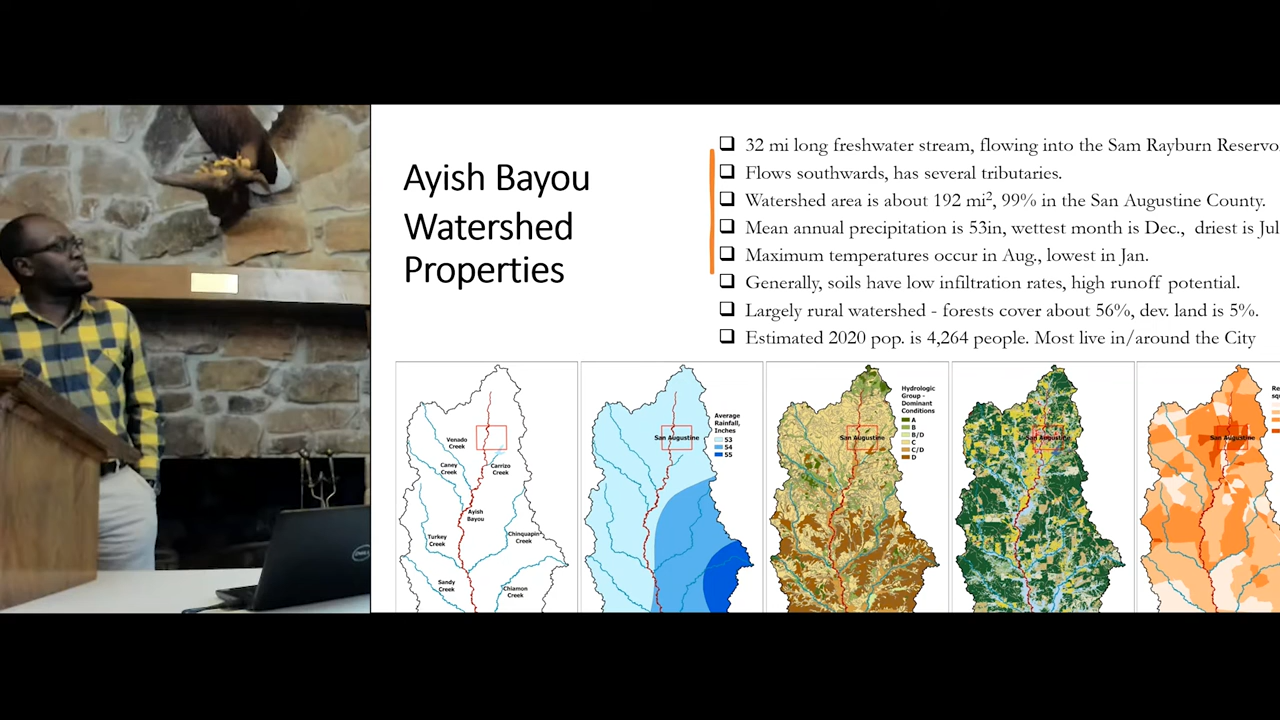 Ayish Bayou
Watershed
Properties
32 mi long freshwater stream, flowing into the Sam Rayburn
Flows southwards, has several tributaries.
Watershed area is about 192 mi², 99% in the San Augustine County.
Mean annual precipitation is 53in, wettest month is Dec., driest is
Maximum temperatures occur in Aug., lowest in Jan.
Generally, soils have low infiltration rates, high runoff potential.
Largely rural watershed - forests cover about 56%, dev. land is 5%.
Estimated 2020 pop. is 4,264 people. Most live in/around the City
Venado
Creek
Caney
Creek
Carrizo
Creek
Ayish
Bayou
Turkey
Creek
Chinquapin
Creek
Sandy
Creek
Chiamon
Creek
San Augustine
Average
Rainfall,
Inches
53
54
55
San Augustine
Hydrologic
Group -
Dominant
Conditions
A
B
B/D
C
C/D
D
San Augustine
San Augustine
DELL